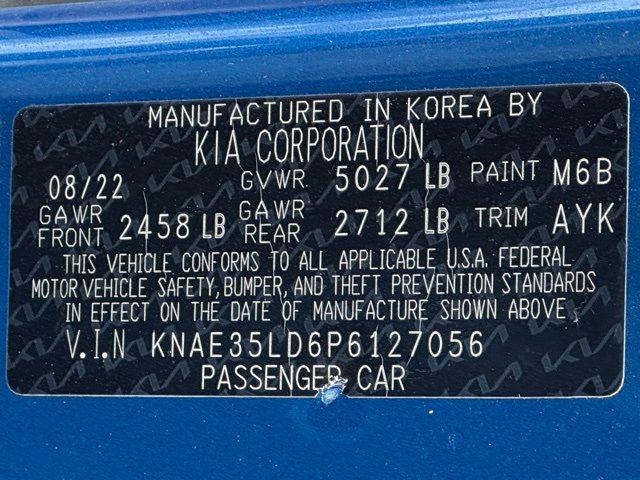 MANUFACTURED IN KOREA BY
KIA CORPORATION
08/22 GVWR 5027 LB PAINT M6B
GAWR FRONT 2458 LB GAWR REAR 2712 LB TRIM AYK
THIS VEHICLE CONFORMS TO ALL APPLICABLE U.S.A. FEDERAL
MOTOR VEHICLE SAFETY, BUMPER, AND THEFT PREVENTION STANDARDS
IN EFFECT ON THE DATE OF MANUFACTURE SHOWN ABOVE
V.I.N KNAE35LD6P6127056
PASSENGER CAR